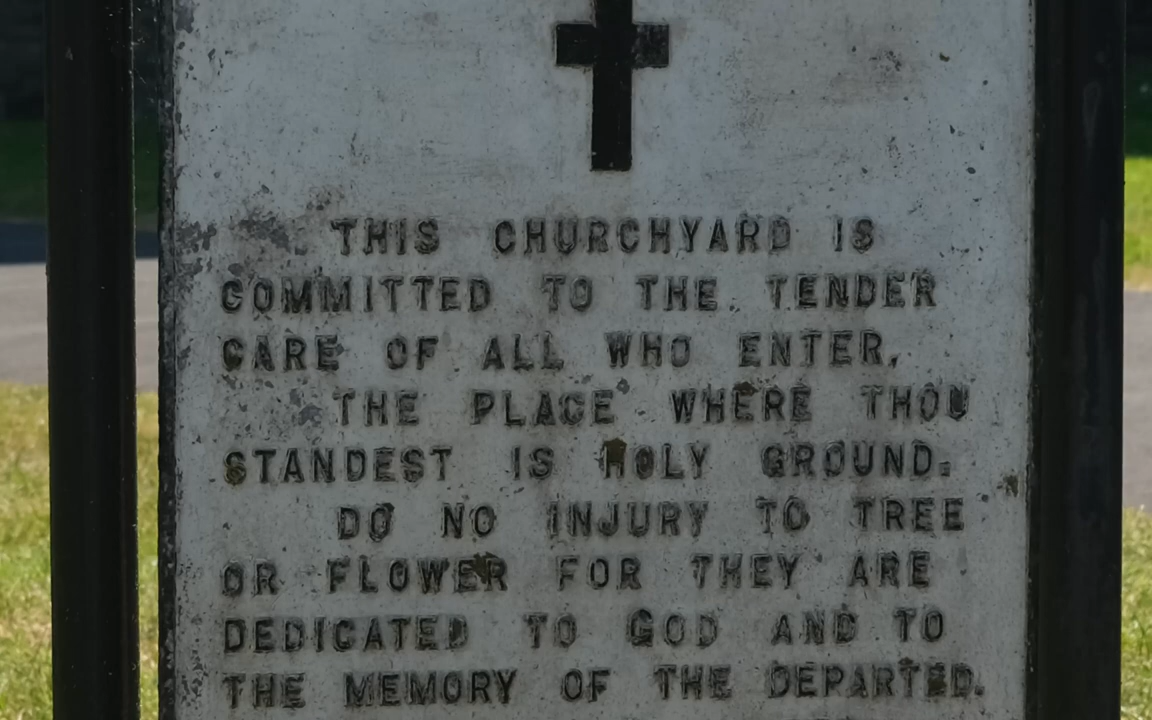 THIS CHURCHYARD IS
COMMITTED TO THE TENDER
CARE OF ALL WHO ENTER.
THE PLACE WHERE THOU
STANDEST IS HOLY GROUND.
DO NO INJURY TO TREE
OR FLOWER FOR THEY ARE
DEDICATED TO GOD AND TO
THE MEMORY OF THE DEPARTED.